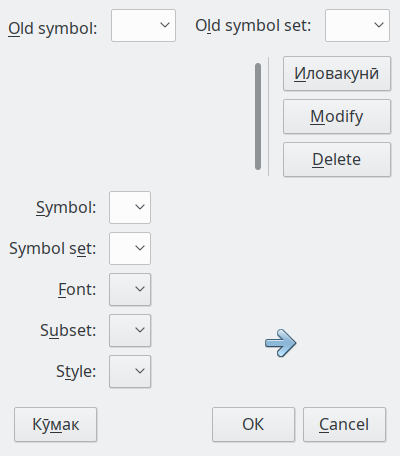 Old symbol: Old symbol set:
Иловакунӣ
Modify
Delete
Symbol:
Symbol set:
Font:
Subset:
Style:
Кӯмак OK Cancel